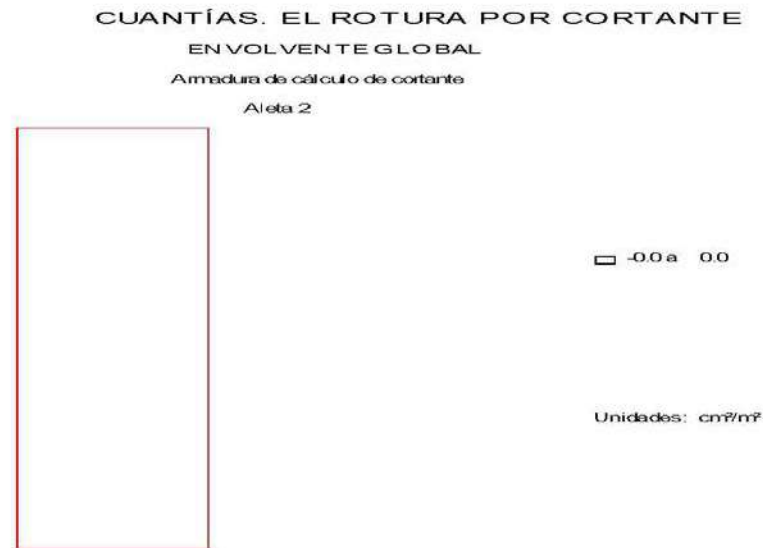 CUANTÍAS. EL ROTURA POR CORTANTE
ENVOLVENTE GLOBAL
Armadura de cálculo de cortante
Aleta 2
-0.0 a 0.0
Unidades: cm²/m²